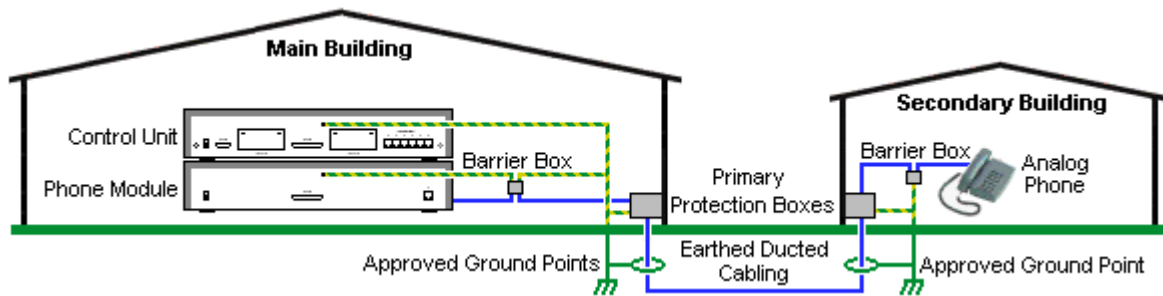 Main Building
Secondary Building
Control Unit
Barrier Box
Phone Module
Primary
Protection Boxes
Barrier Box
Analog
Phone
Approved Ground Points
Earthed Ducted
Cabling
Approved Ground Point